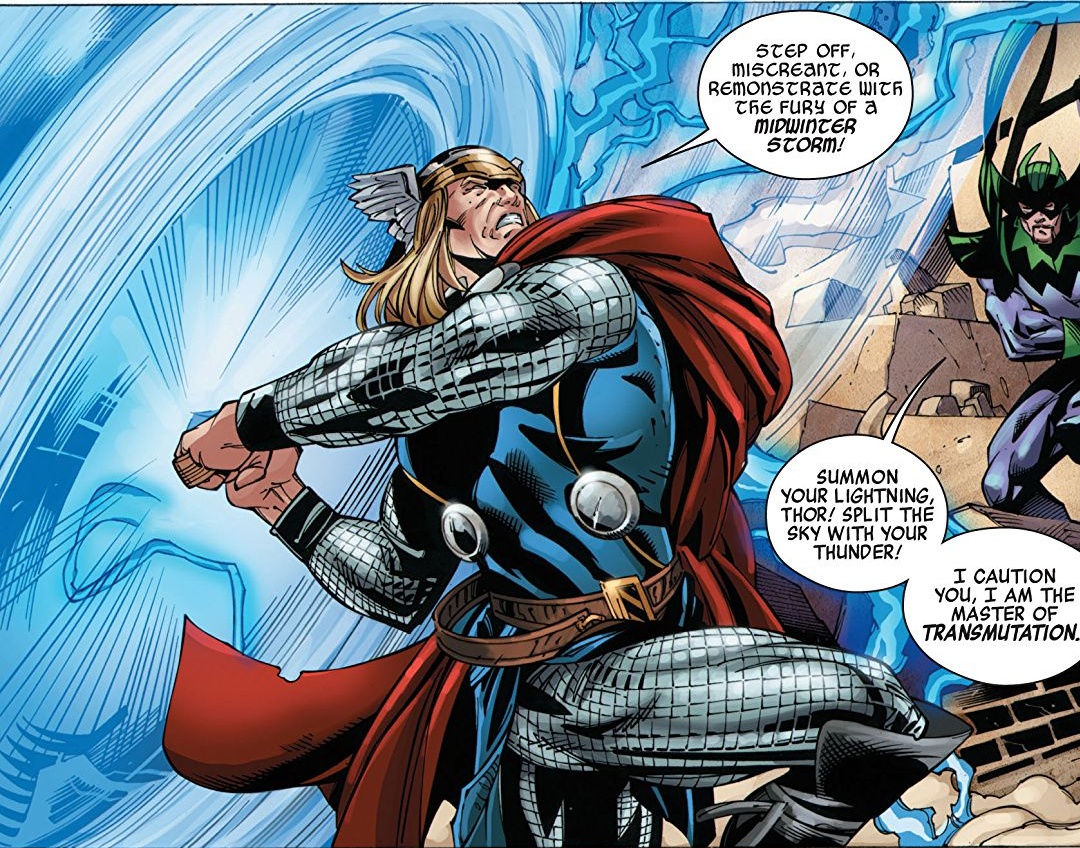 STEP OFF,
MISCREANT, OR
REMONSTRATE WITH
THE FURY OF A
MIDWINTER
STORM!
SUMMON
YOUR LIGHTNING,
THOR! SPLIT THE
SKY WITH YOUR
THUNDER!
I CAUTION
YOU, I AM THE
MASTER OF
TRANSMUTATION.